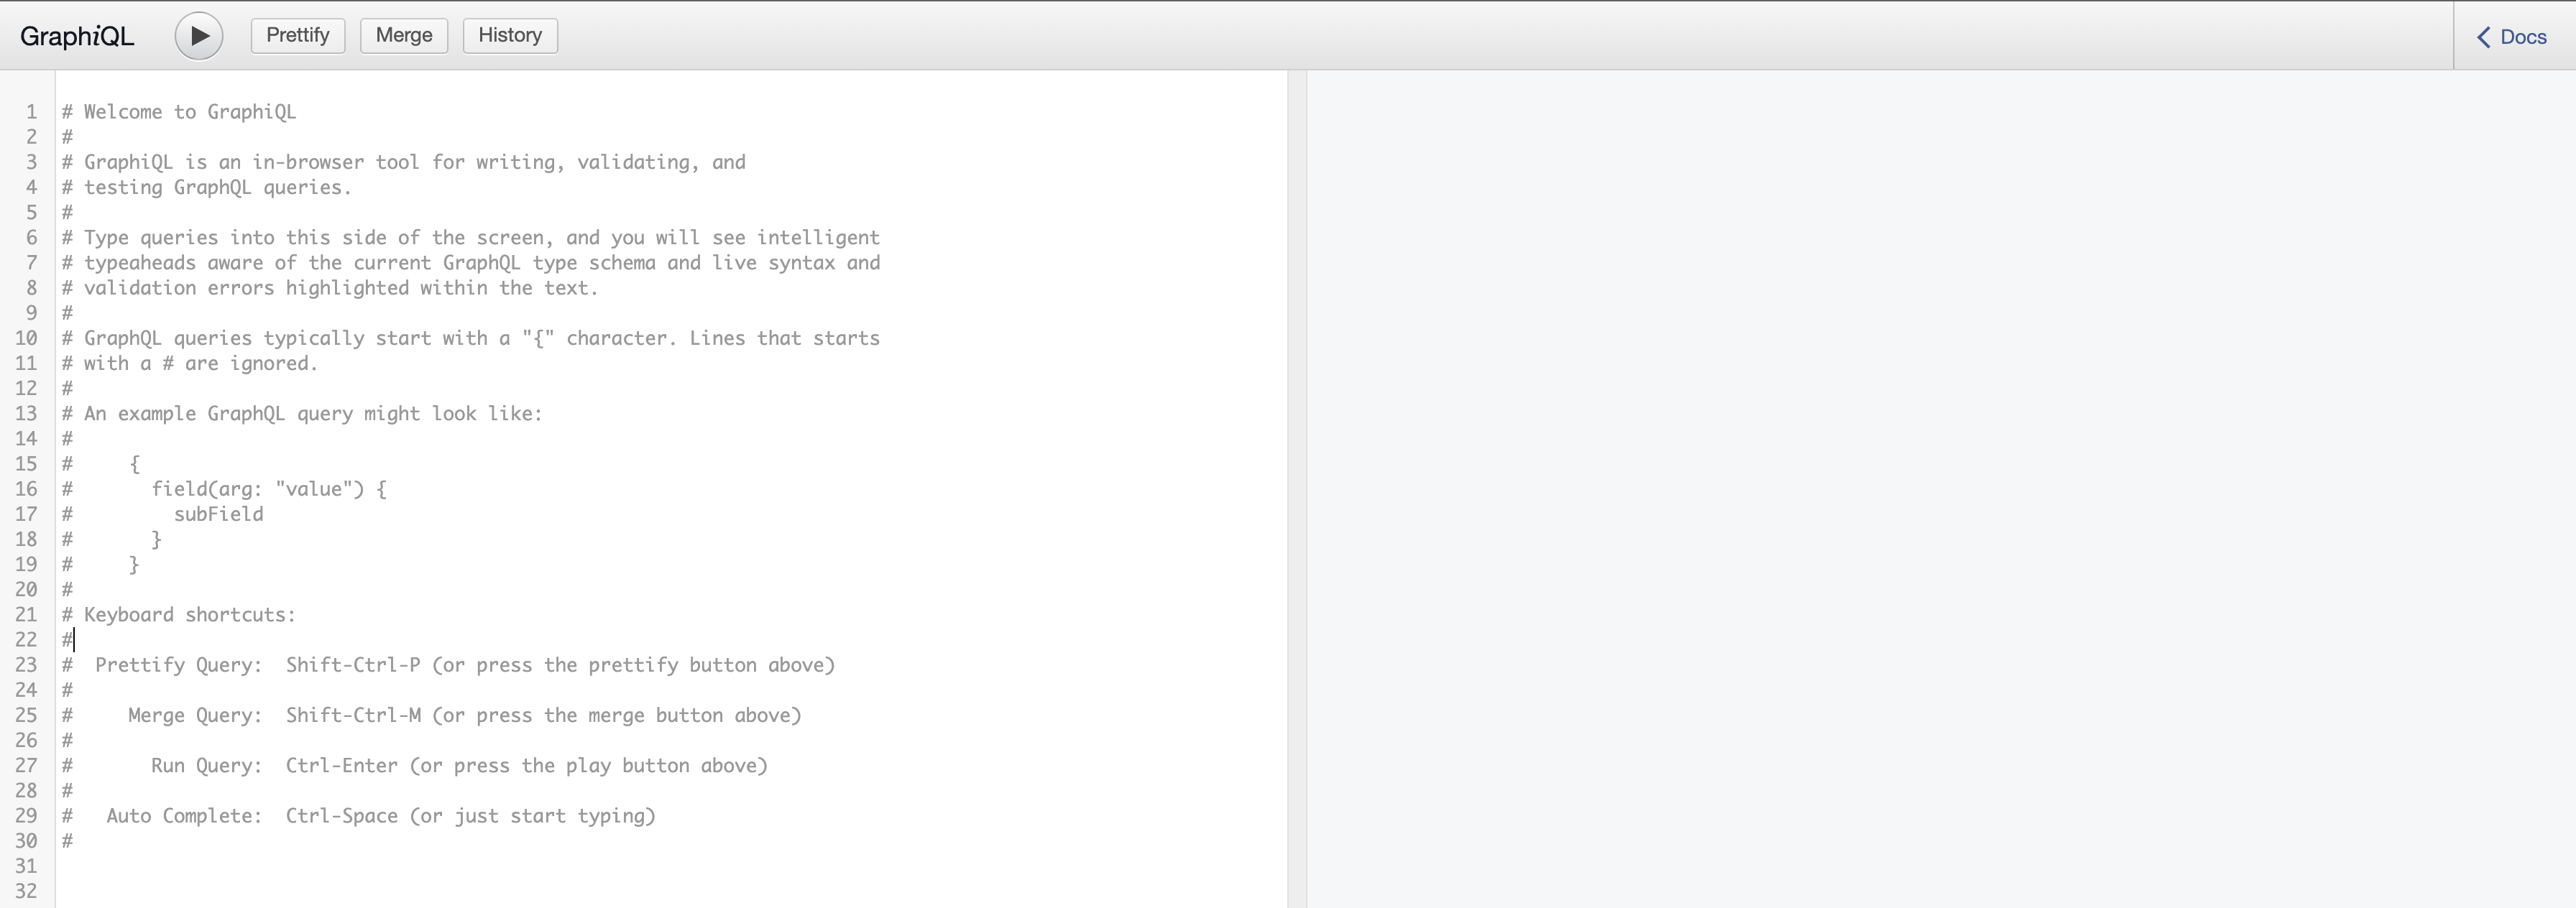 GraphiQL Prettify Merge History Docs
1 # Welcome to GraphiQL
2 #
3 # GraphiQL is an in-browser tool for writing, validating, and
4 # testing GraphQL queries.
5 #
6 # Type queries into this side of the screen, and you will see intelligent
7 # typeaheads aware of the current GraphQL type schema and live syntax and
8 # validation errors highlighted within the text.
9 #
10 # GraphQL queries typically start with a "{" character. Lines that starts
11 # with a # are ignored.
12 #
13 # An example GraphQL query might look like:
14 #
15 #     {
16 #       field(arg: "value") {
17 #         subField
18 #       }
19 #     }
20 #
21 # Keyboard shortcuts:
22 #
23 #  Prettify Query:  Shift-Ctrl-P (or press the prettify button above)
24 #
25 #     Merge Query:  Shift-Ctrl-M (or press the merge button above)
26 #
27 #       Run Query:  Ctrl-Enter (or press the play button above)
28 #
29 #   Auto Complete:  Ctrl-Space (or just start typing)
30 #
31
32